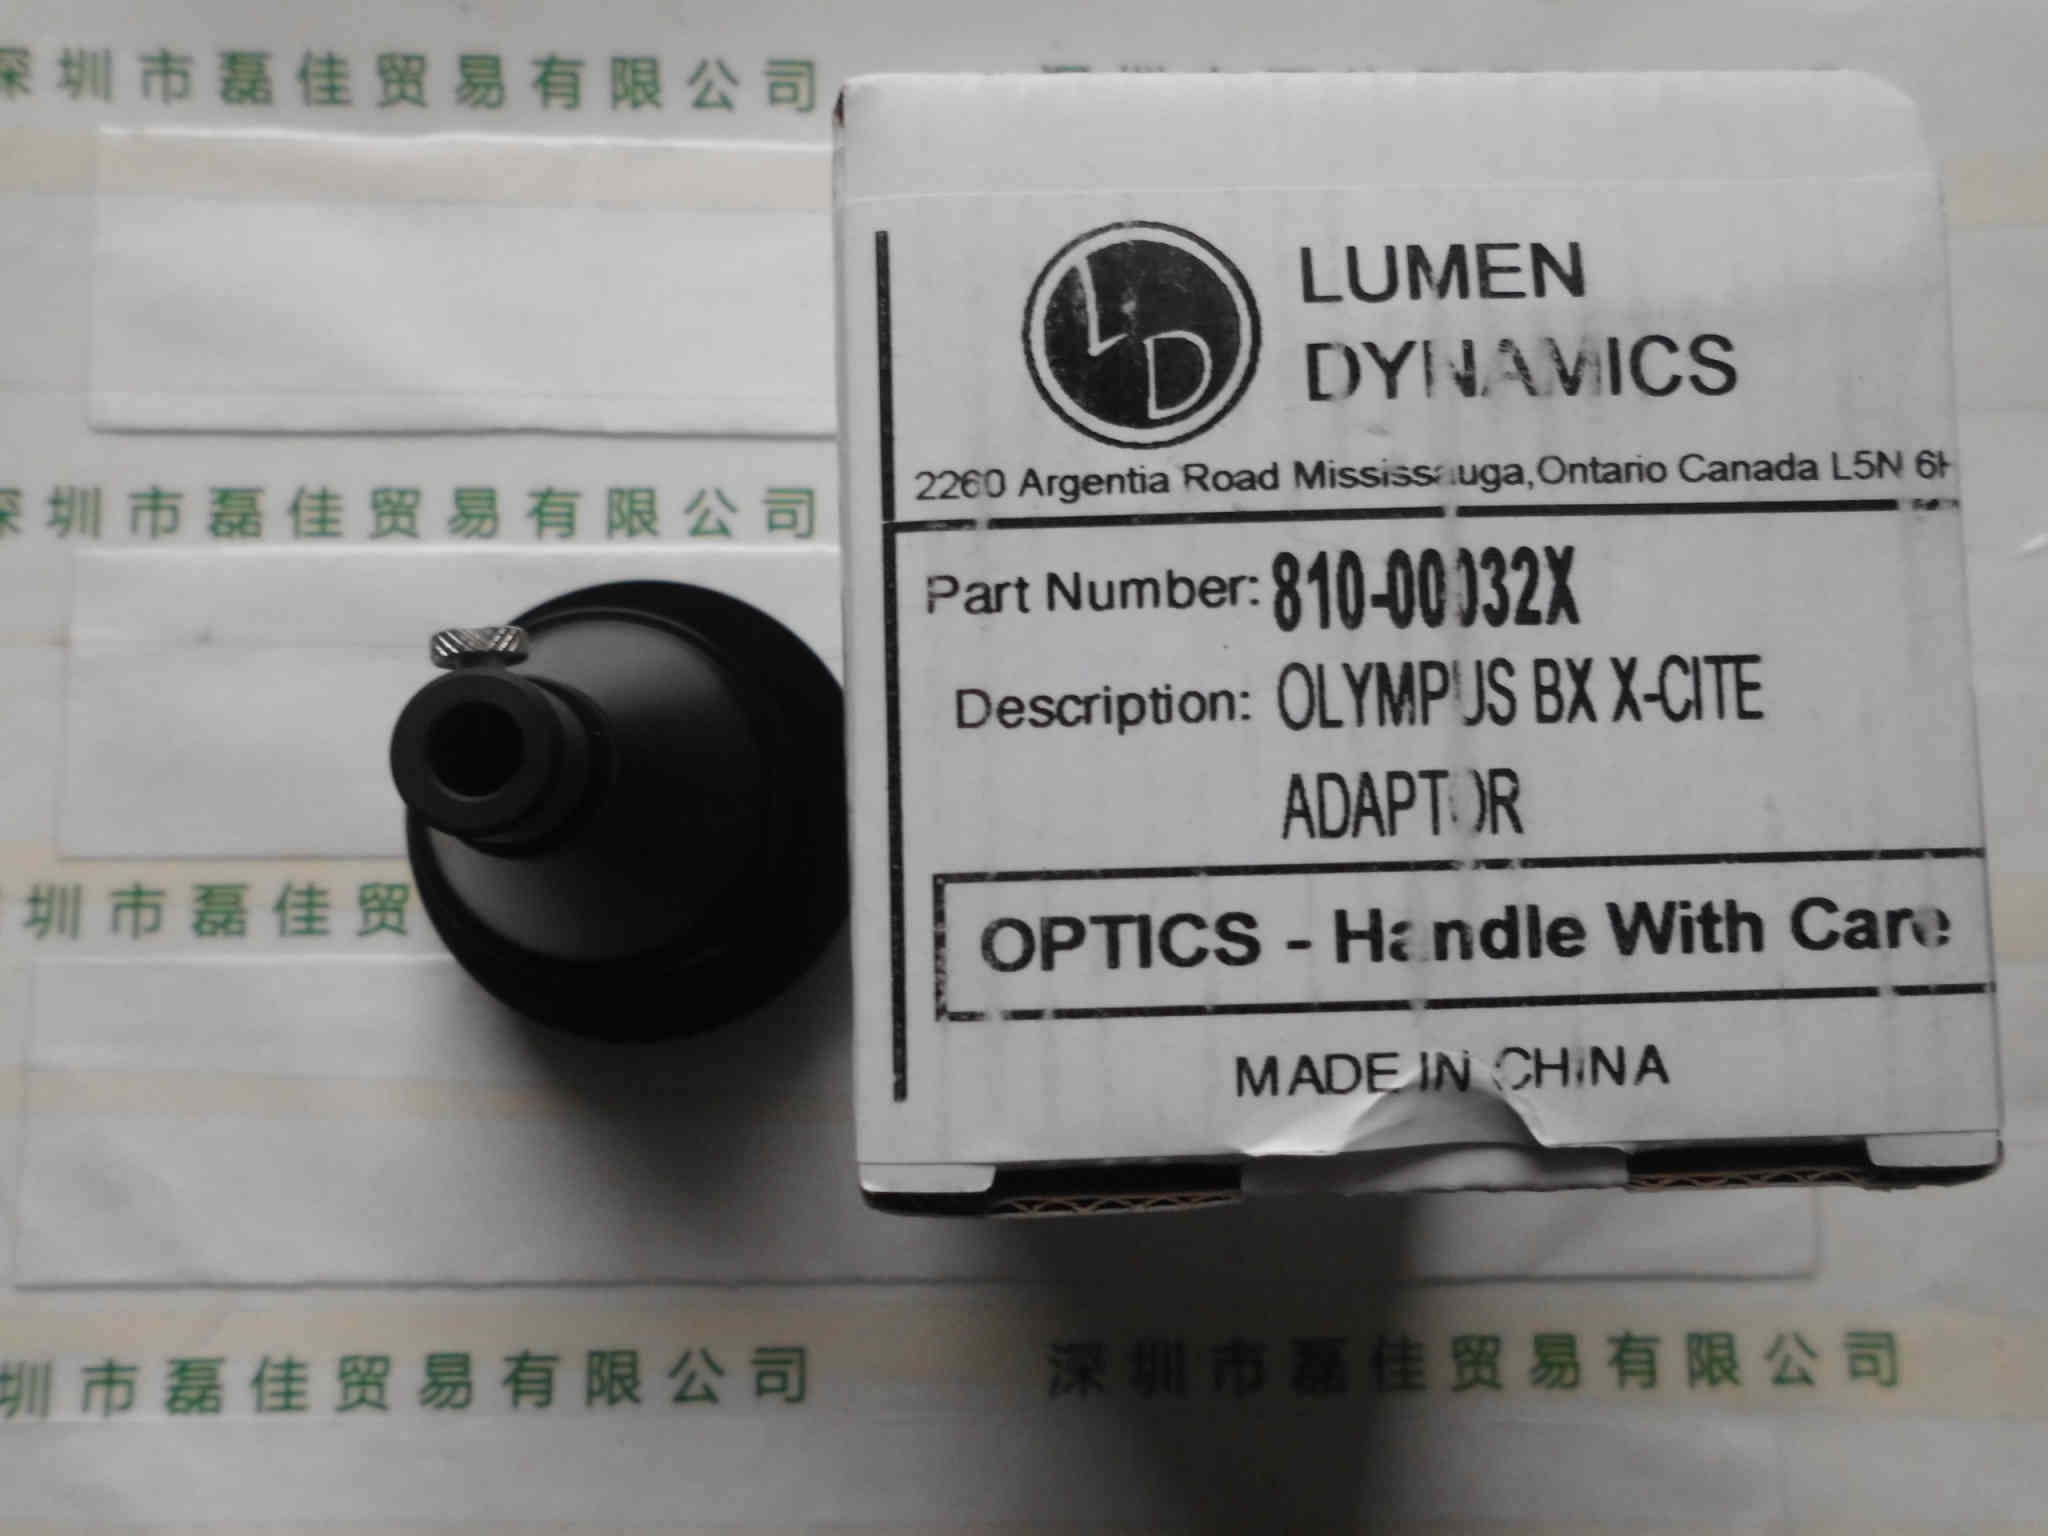 深圳市磊佳贸易有限公司
LD
LUMEN
DYNAMICS
2260 Argentia Road Mississauga,Ontario Canada L5N
深圳市磊佳贸易有限公司
Part Number: 810-00032X
Description: OLYMPUS BX X-CITE
ADAPTOR
圳市磊佳贸
OPTICS - Handle With Care
MADE IN CHINA
圳市磊佳贸易有限公司
深圳市磊佳贸易有限公司